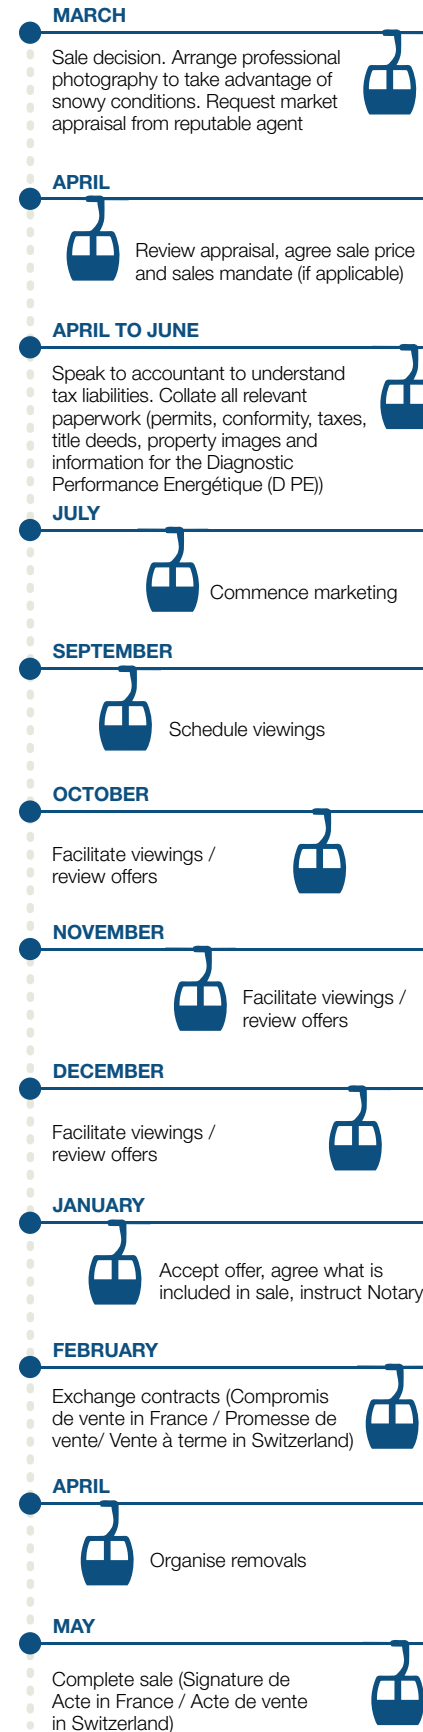 MARCH
Sale decision. Arrange professional
photography to take advantage of
snowy conditions. Request market
appraisal from reputable agent
APRIL
Review appraisal, agree sale price
and sales mandate (if applicable)
APRIL TO JUNE
Speak to accountant to understand
tax liabilities. Collate all relevant
paperwork (permits, conformity, taxes,
title deeds, property images and
information for the Diagnostic
Performance Energétique (D PE))
JULY
Commence marketing
SEPTEMBER
Schedule viewings
OCTOBER
Facilitate viewings /
review offers
NOVEMBER
Facilitate viewings /
review offers
DECEMBER
Facilitate viewings /
review offers
JANUARY
Accept offer, agree what is
included in sale, instruct Notary
FEBRUARY
Exchange contracts (Compromis
de vente in France / Promesse de
vente/ Vente à terme in Switzerland)
APRIL
Organise removals
MAY
Complete sale (Signature de
Acte in France / Acte de vente
in Switzerland)